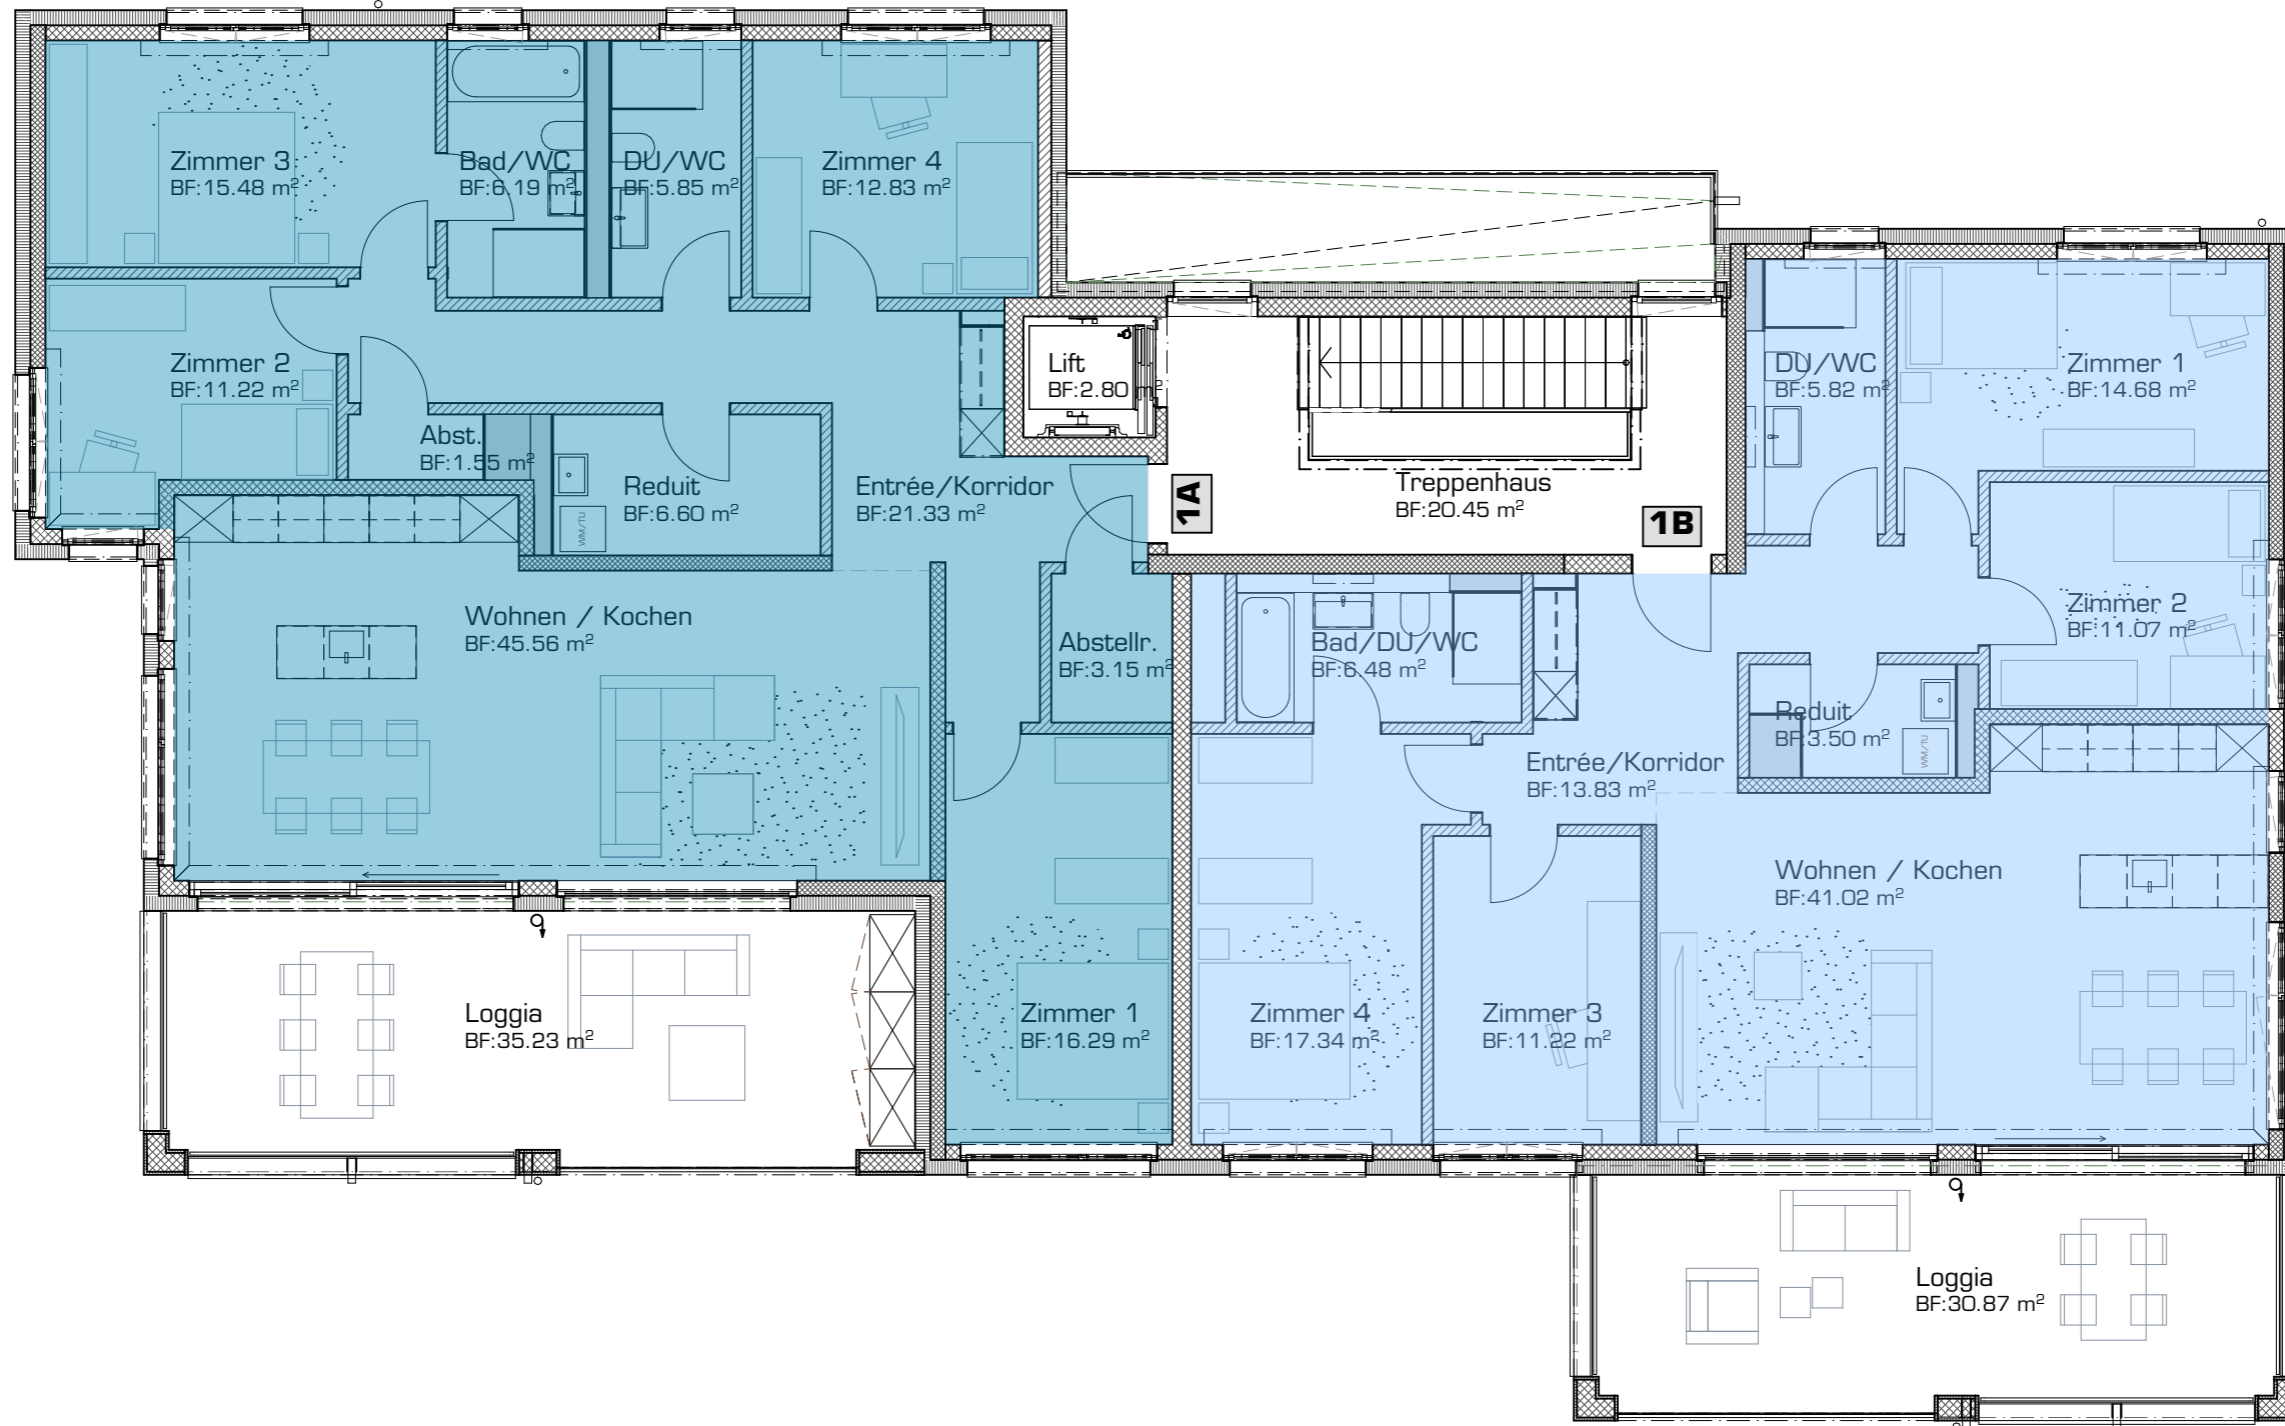 Zimmer 3
BF:15.48 m²
Bad/WC
BF:6.19 m²
DU/WC
BF:5.85 m²
Zimmer 4
BF:12.83 m²
Zimmer 2
BF:11.22 m²
Abst.
BF:1.55 m²
Reduit
BF:6.60 m²
WM/TU
Entrée/Korridor
BF:21.33 m²
Lift
BF:2.80 m²
1A
Treppenhaus
BF:20.45 m²
1B
DU/WC
BF:5.82 m²
Zimmer 1
BF:14.68 m²
Zimmer 2
BF:11.07 m²
Wohnen / Kochen
BF:45.56 m²
Abstellr.
BF:3.15 m²
Bad/DU/WC
BF:6.48 m²
Reduit
BF:3.50 m²
WM/TU
Entrée/Korridor
BF:13.83 m²
Wohnen / Kochen
BF:41.02 m²
Loggia
BF:35.23 m²
Zimmer 1
BF:16.29 m²
Zimmer 4
BF:17.34 m²
Zimmer 3
BF:11.22 m²
Loggia
BF:30.87 m²